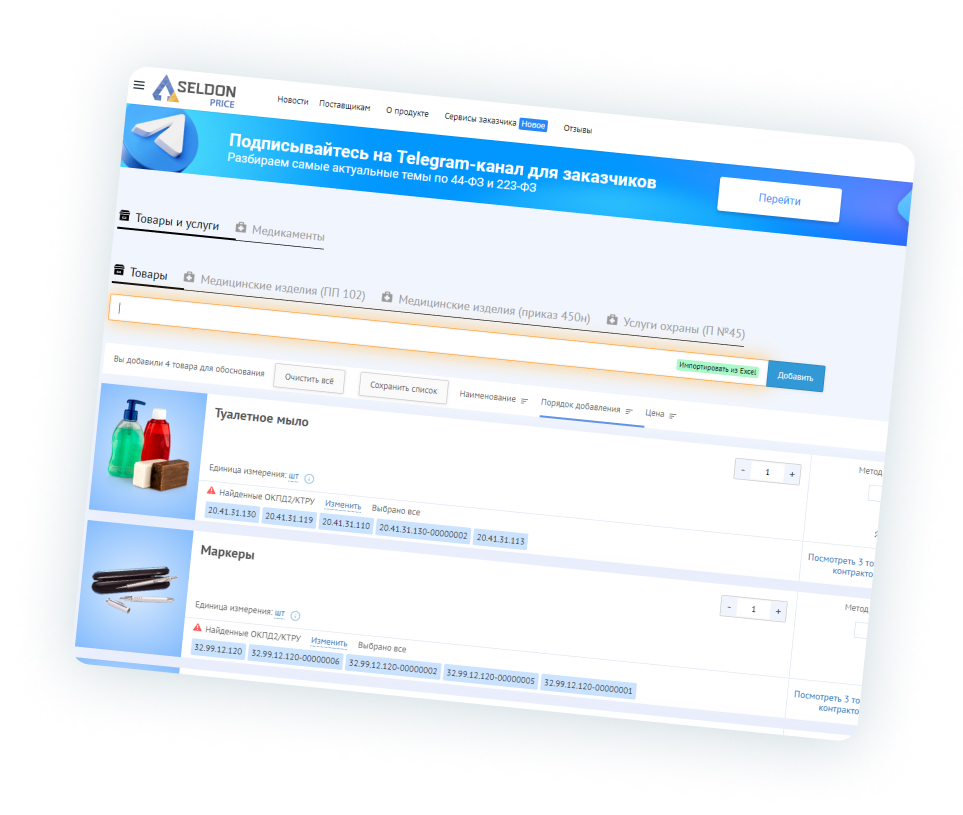 SELDON
PRICE
Новости Поставщикам О продукте Сервисы заказчика Новое Отзывы
Подписывайтесь на Telegram-канал для заказчиков
Разбираем самые актуальные темы по 44-ФЗ и 223-ФЗ
Перейти
Товары и услуги Медикаменты
Товары Медицинские изделия (ПП 102) Медицинские изделия (приказ 450н) Услуги охраны (П №45)
Импортировать из Excel Добавить
Вы добавили 4 товара для обоснования Очистить всё Сохранить список Наименование Порядок добавления Цена
Туалетное мыло
- 1 + Метод
Единица измерения: шт
Найденные ОКПД2/КТРУ Изменить Выбрано все
20.41.31.130 20.41.31.119 20.41.31.110 20.41.31.130-00000002 20.41.31.113
Посмотреть 3 то
контракто
Маркеры
- 1 + Метод
Единица измерения: шт
Найденные ОКПД2/КТРУ Изменить Выбрано все
32.99.12.120 32.99.12.120-00000006 32.99.12.120-00000002 32.99.12.120-00000005 32.99.12.120-00000001
Посмотреть 3 то
контракто